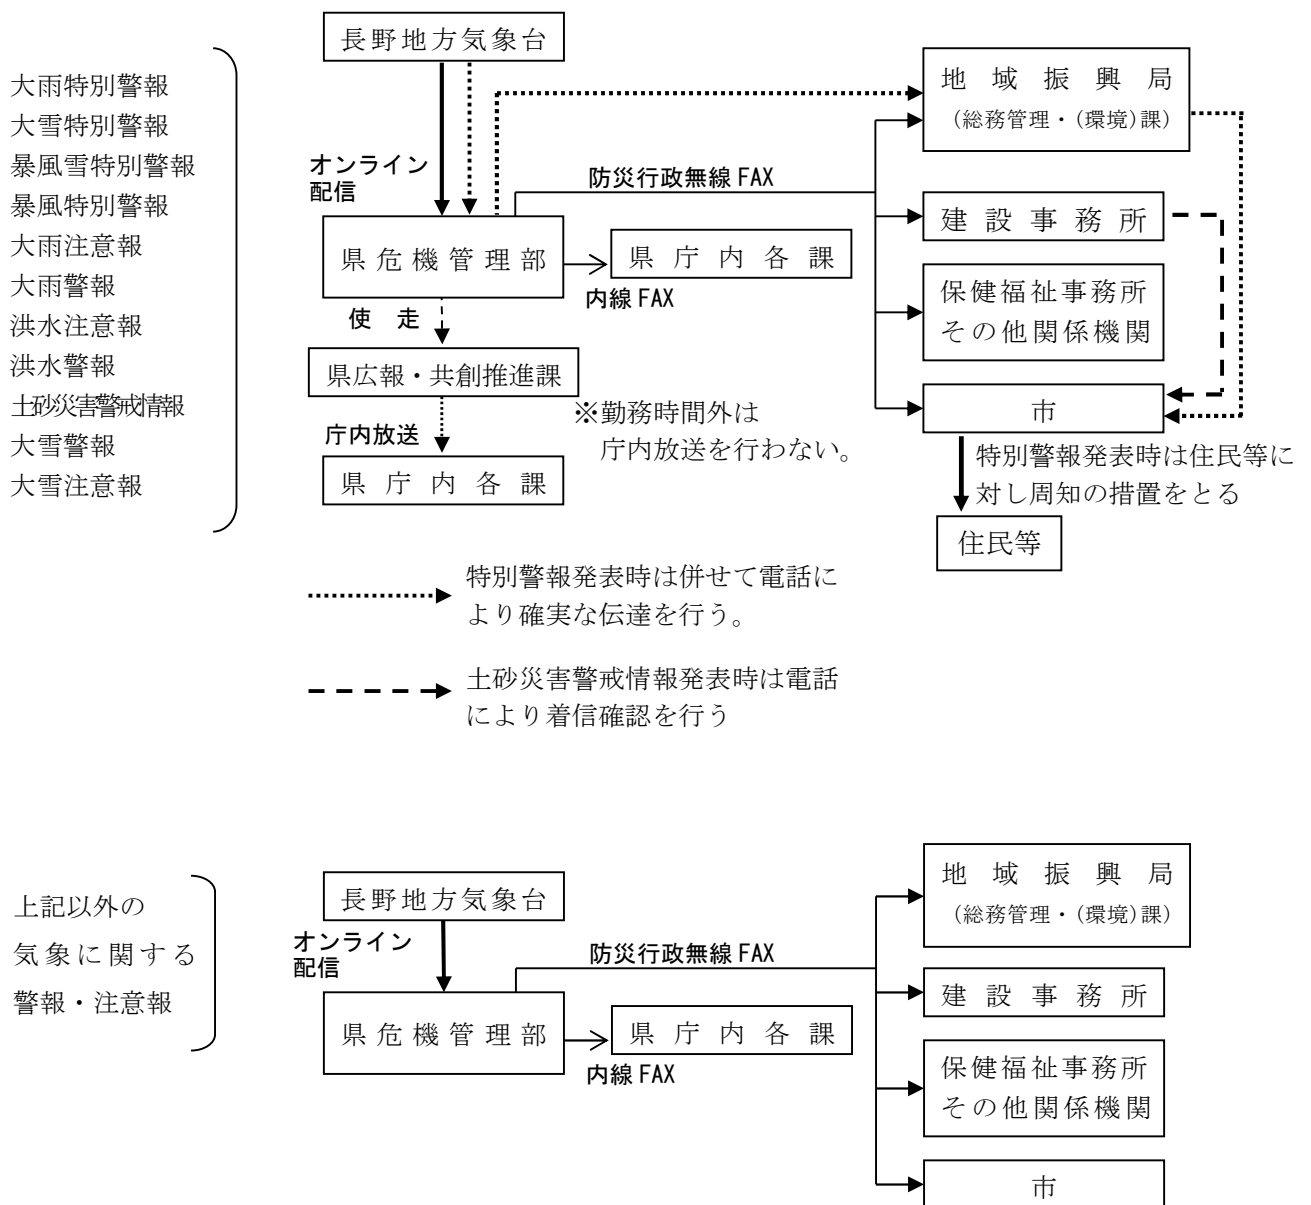 大雨特別警報
大雪特別警報
暴風雪特別警報
暴風特別警報
大雨注意報
大雨警報
洪水注意報
洪水警報
土砂災害警戒情報
大雪警報
大雪注意報
長野地方気象台
オンライン
配信
県危機管理部
使 走
県広報・共創推進課
庁内放送
県庁内各課
防災行政無線 FAX
県庁内各課
内線 FAX
※勤務時間外は
庁内放送を行わない。
地域振興局
(総務管理・(環境)課)
建設事務所
保健福祉事務所
その他関係機関
市
特別警報発表時は住民等に
対し周知の措置をとる
住民等
特別警報発表時は併せて電話に
より確実な伝達を行う。
土砂災害警戒情報発表時は電話
により着信確認を行う
上記以外の
気象に関する
警報・注意報
長野地方気象台
オンライン
配信
県危機管理部
防災行政無線 FAX
県庁内各課
内線 FAX
地域振興局
(総務管理・(環境)課)
建設事務所
保健福祉事務所
その他関係機関
市